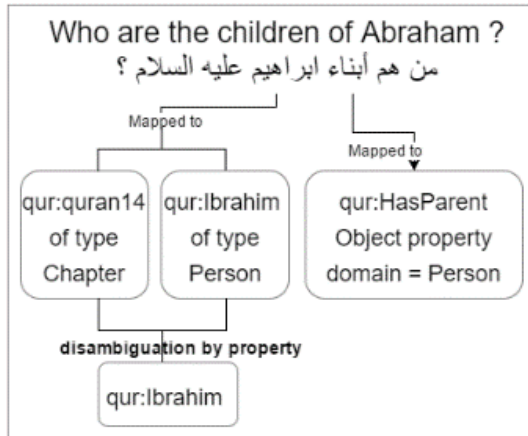 Who are the children of Abraham ?
من هم أبناء ابراهيم عليه السلام ؟
Mapped to
Mapped to
qur:quran14
of type
Chapter
qur:Ibrahim
of type
Person
qur:HasParent
Object property
domain = Person
disambiguation by property
qur:Ibrahim